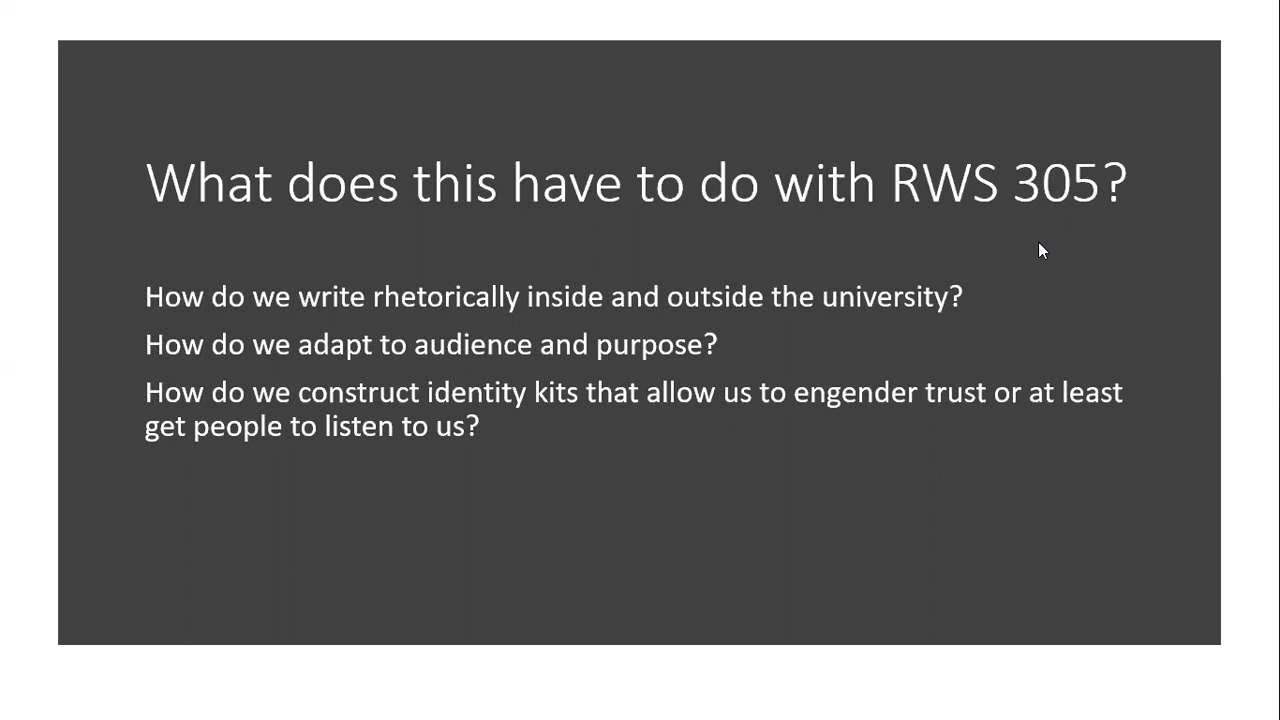 What does this have to do with RWS 305?
How do we write rhetorically inside and outside the university?
How do we adapt to audience and purpose?
How do we construct identity kits that allow us to engender trust or at least
get people to listen to us?